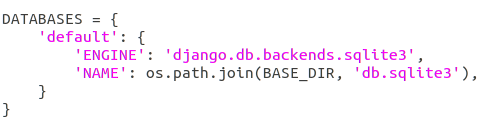 DATABASES = {
    'default': {
        'ENGINE': 'django.db.backends.sqlite3',
        'NAME': os.path.join(BASE_DIR, 'db.sqlite3'),
    }
}